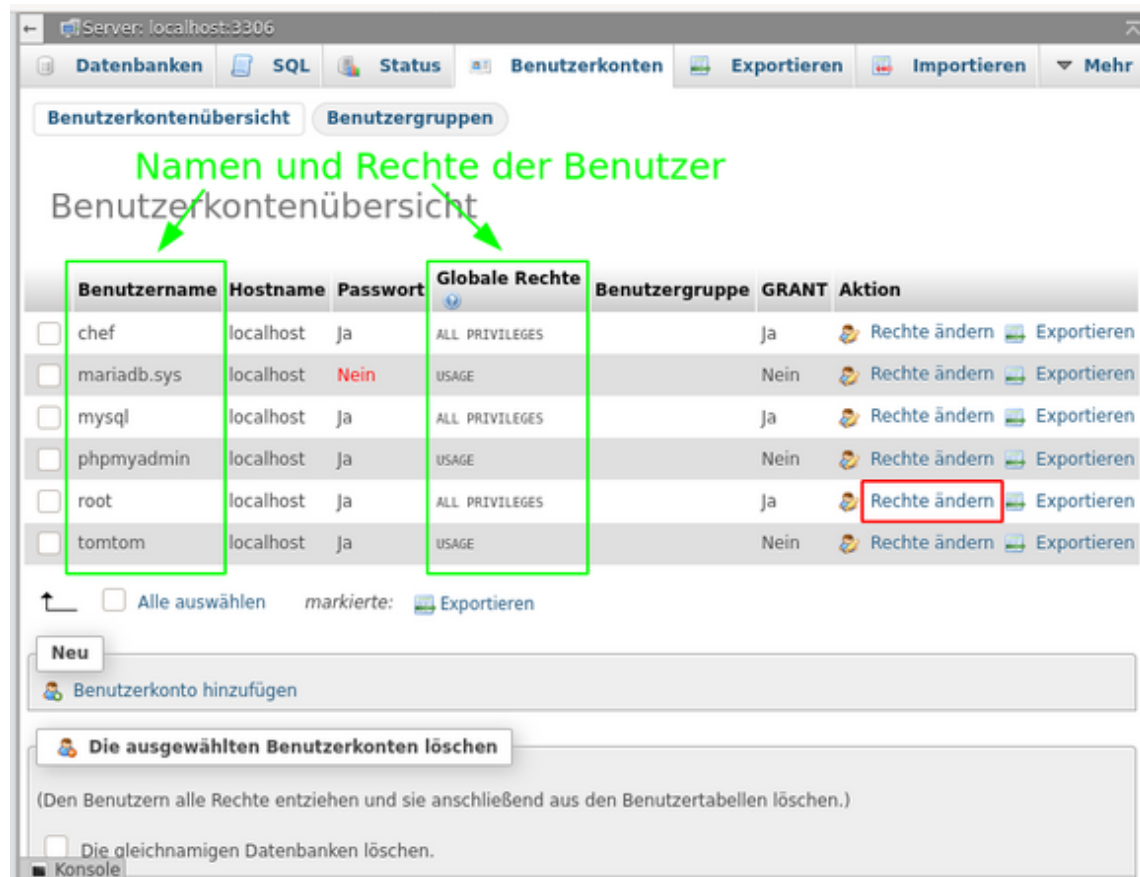 Server: localhost:3306
Datenbanken SQL Status Benutzerkonten Exportieren Importieren Mehr
Benutzerkontenübersicht Benutzergruppen
Namen und Rechte der Benutzer
Benutzerkontenübersicht
Benutzername Hostname Passwort Globale Rechte Benutzergruppe GRANT Aktion
chef localhost Ja ALL PRIVILEGES Ja Rechte ändern Exportieren
mariadb.sys localhost Nein USAGE Nein Rechte ändern Exportieren
mysql localhost Ja ALL PRIVILEGES Ja Rechte ändern Exportieren
phpmyadmin localhost Ja USAGE Nein Rechte ändern Exportieren
root localhost Ja ALL PRIVILEGES Ja Rechte ändern Exportieren
tomtom localhost Ja USAGE Nein Rechte ändern Exportieren
Alle auswählen markierte: Exportieren
Neu
Benutzerkonto hinzufügen
Die ausgewählten Benutzerkonten löschen
(Den Benutzern alle Rechte entziehen und sie anschließend aus den Benutzertabellen löschen.)
Die gleichnamigen Datenbanken löschen.
Konsole